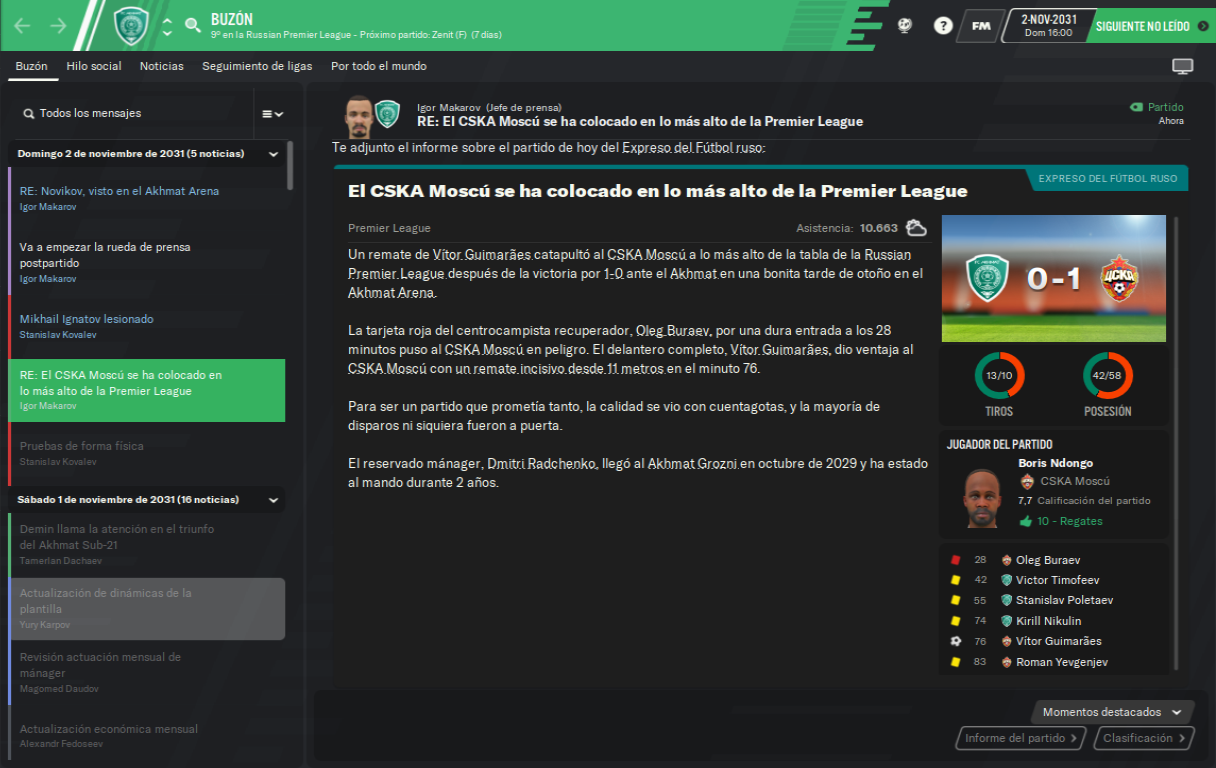 BUZÓN
9º en la Russian Premier League - Próximo partido: Zenit (F) (7 días)
FM
2-NOV-2031
Dom 16:00
SIGUIENTE NO LEÍDO
Buzón
Hilo social
Noticias
Seguimiento de ligas
Por todo el mundo
Todos los mensajes
Domingo 2 de noviembre de 2031 (5 noticias)
RE: Novikov, visto en el Akhmat Arena
Igor Makarov
Va a empezar la rueda de prensa
postpartido
Igor Makarov
Mikhail Ignatov lesionado
Stanislav Kovalev
RE: El CSKA Moscú se ha colocado en
lo más alto de la Premier League
Igor Makarov
Pruebas de forma física
Stanislav Kovalev
Sábado 1 de noviembre de 2031 (16 noticias)
Demin llama la atención en el triunfo
del Akhmat Sub-21
Tamerlan Dachaev
Actualización de dinámicas de la
plantilla
Yury Karpov
Revisión actuación mensual de
mánager
Magomed Daudov
Actualización económica mensual
Alexandr Fedoseev
Igor Makarov (Jefe de prensa)
RE: El CSKA Moscú se ha colocado en lo más alto de la Premier League
Partido
Ahora
Te adjunto el informe sobre el partido de hoy del Expreso del Fútbol ruso:
El CSKA Moscú se ha colocado en lo más alto de la Premier League
EXPRESO DEL FÚTBOL RUSO
Premier League
Asistencia: 10.663
Un remate de Vítor Guimarães catapultó al CSKA Moscú a lo más alto de la tabla de la Russian
Premier League después de la victoria por 1-0 ante el Akhmat en una bonita tarde de otoño en el
Akhmat Arena.
La tarjeta roja del centrocampista recuperador, Oleg Buraev, por una dura entrada a los 28
minutos puso al CSKA Moscú en peligro. El delantero completo, Vítor Guimarães, dio ventaja al
CSKA Moscú con un remate incisivo desde 11 metros en el minuto 76.
Para ser un partido que prometía tanto, la calidad se vio con cuentagotas, y la mayoría de
disparos ni siquiera fueron a puerta.
El reservado mánager, Dmitri Radchenko, llegó al Akhmat Grozni en octubre de 2029 y ha estado
al mando durante 2 años.
0-1
ЦСКА
13/10
TIROS
42/58
POSESIÓN
JUGADOR DEL PARTIDO
Boris Ndongo
CSKA Moscú
7,7 Calificación del partido
10 - Regates
28 Oleg Buraev
42 Victor Timofeev
55 Stanislav Poletaev
74 Kirill Nikulin
76 Vítor Guimarães
83 Roman Yevgenjev
Momentos destacados
Informe del partido
Clasificación